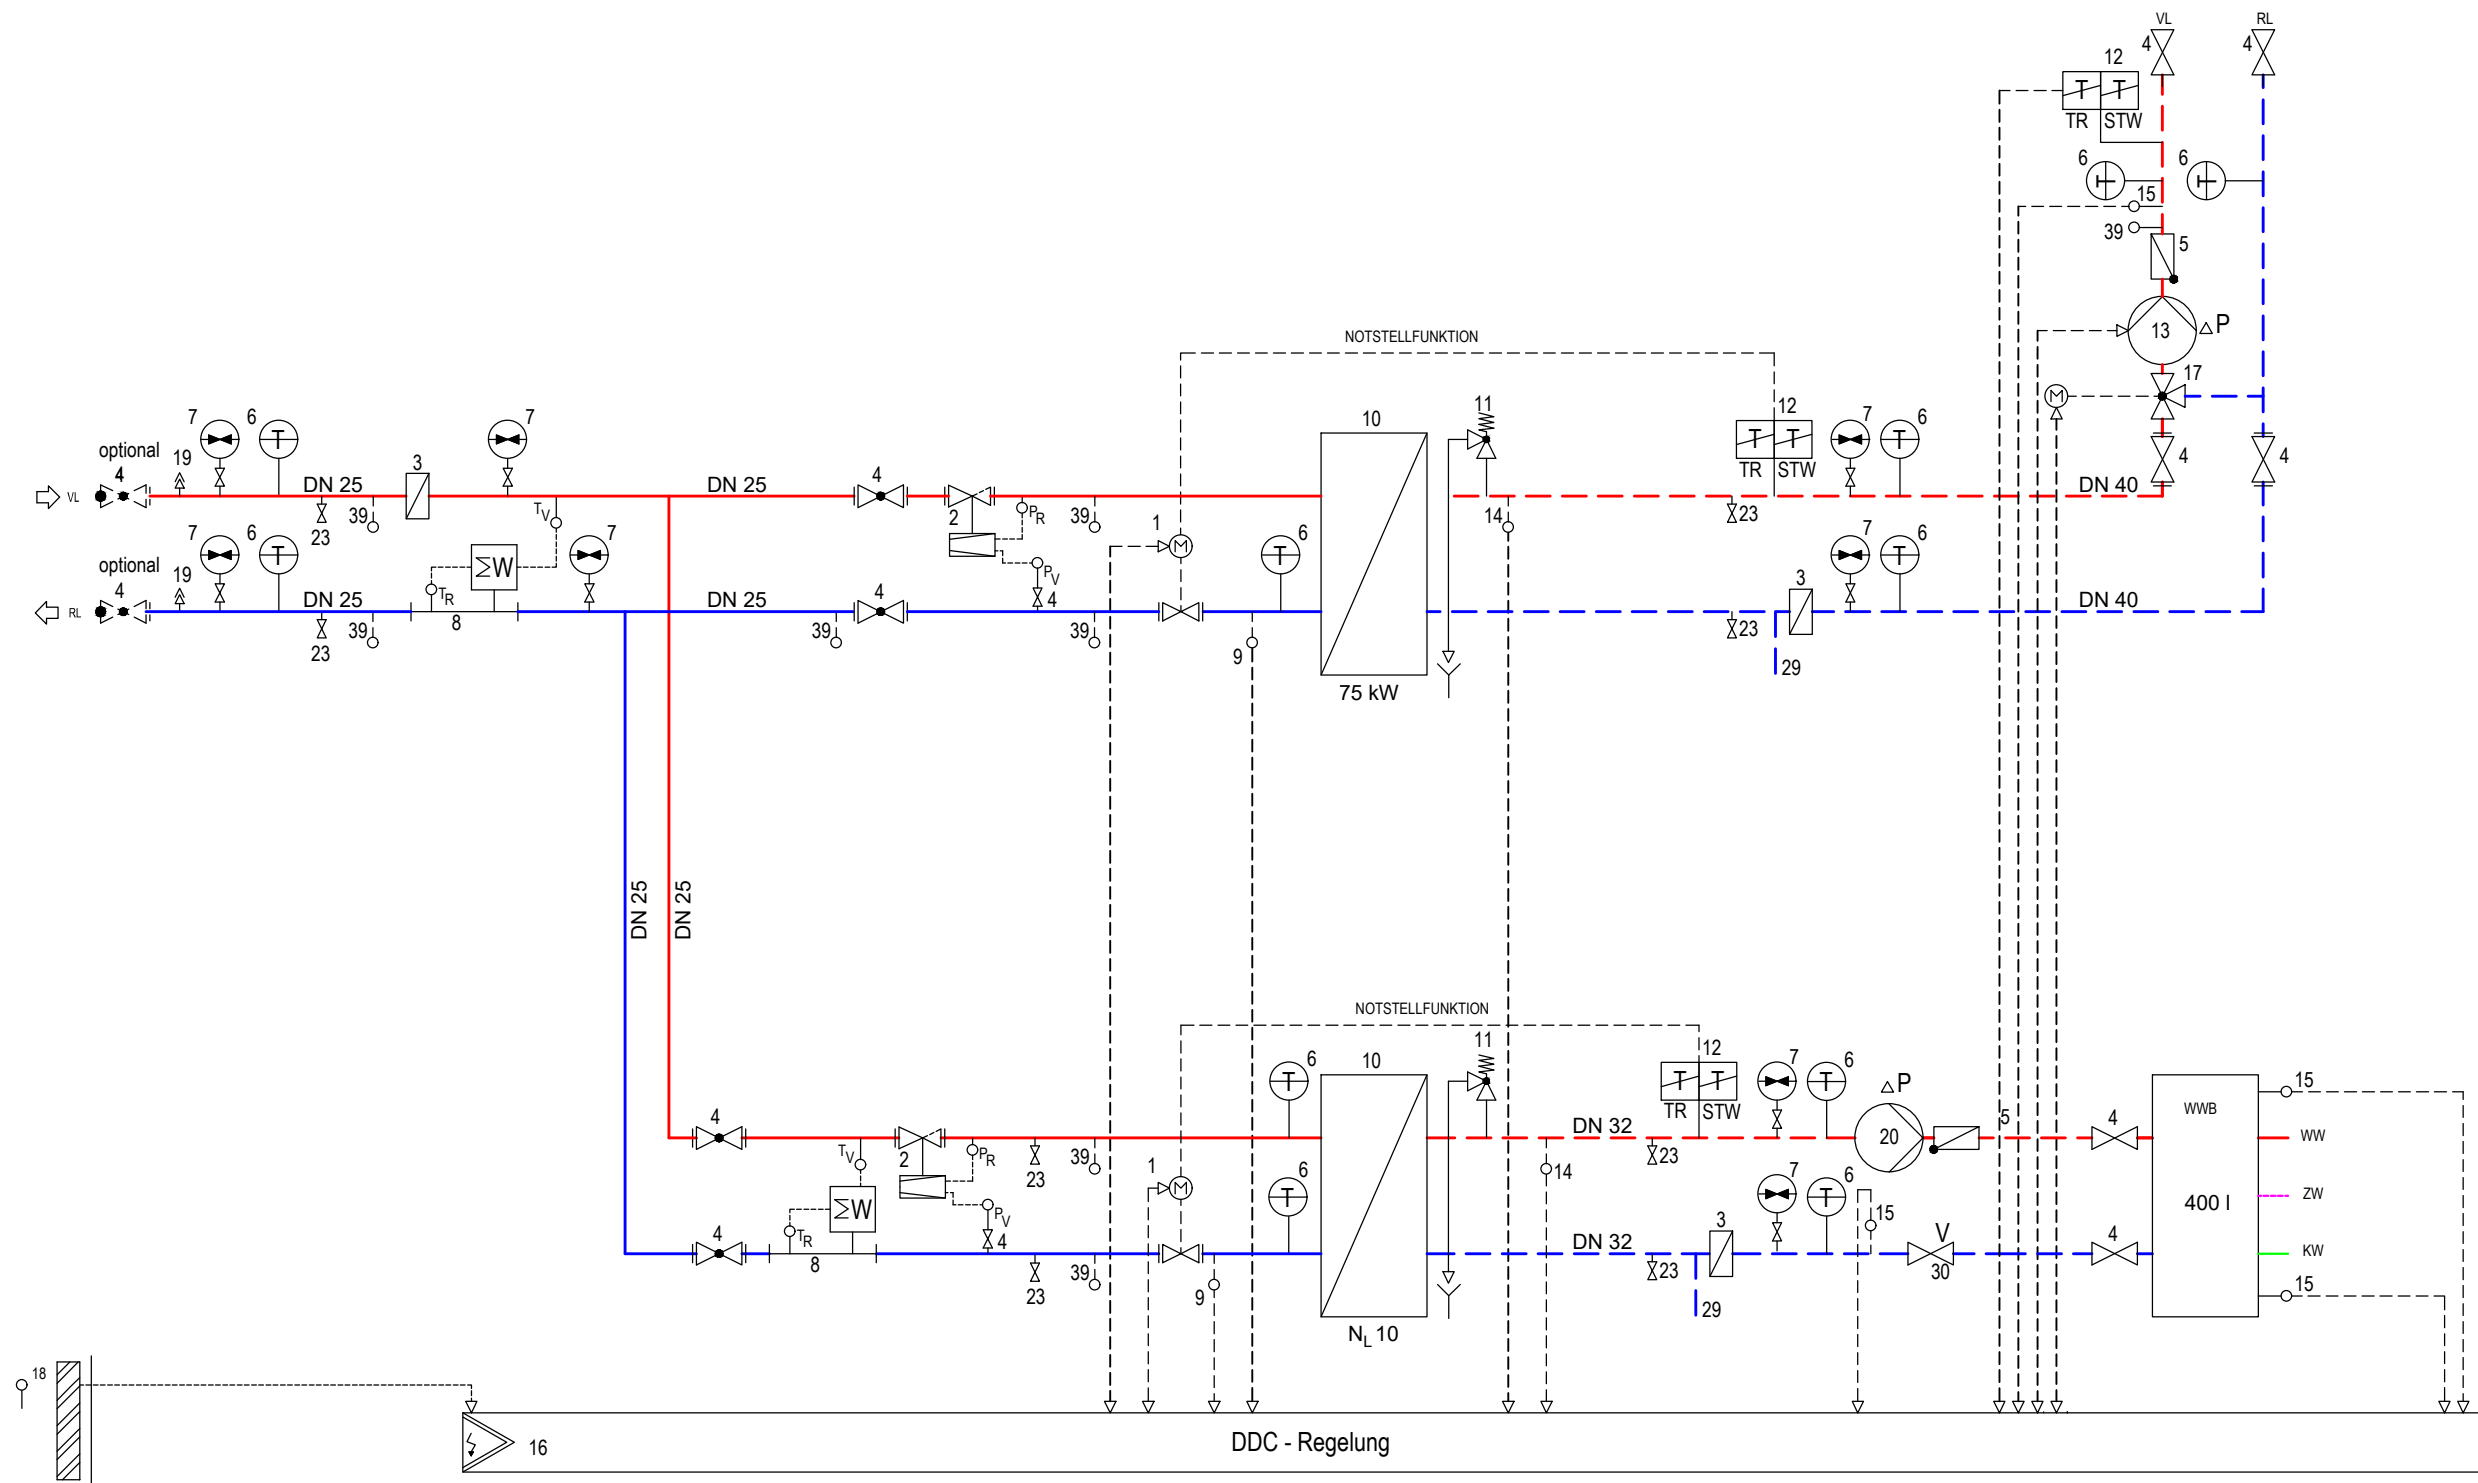 VL RL
4 4
12
T T
TR STW
6 6
T T
15
39
5
NOTSTELLFUNKTION
13 P
17
M
7 6 7 10 11 12 7 6
optional
19 T T T T
4 3 4 4 4
TR STW
VL DN 25 DN 25 DN 40
39 TV 2 PR 39 1 14 23
23
7 6 7 M 6 7 6
optional
19 T ΣW T T
4 TR PV 3
RL DN 25 DN 25 4 DN 40
39 8 39 39 9 23
23 29
75 kW
DN 25 DN 25
NOTSTELLFUNKTION
6 10 11 12 7 6
T T T T P 15
4 TR STW WWB
DN 32 20 5 4 WW
TV 2 PR 23 39 1 14 23
M 6 7 6
ΣW T T 15 ZW
TR PV 400 l
4 4 3 V 4
DN 32 KW
8 23 39 9 23 30 15
29
NL 10
18
16 DDC - Regelung